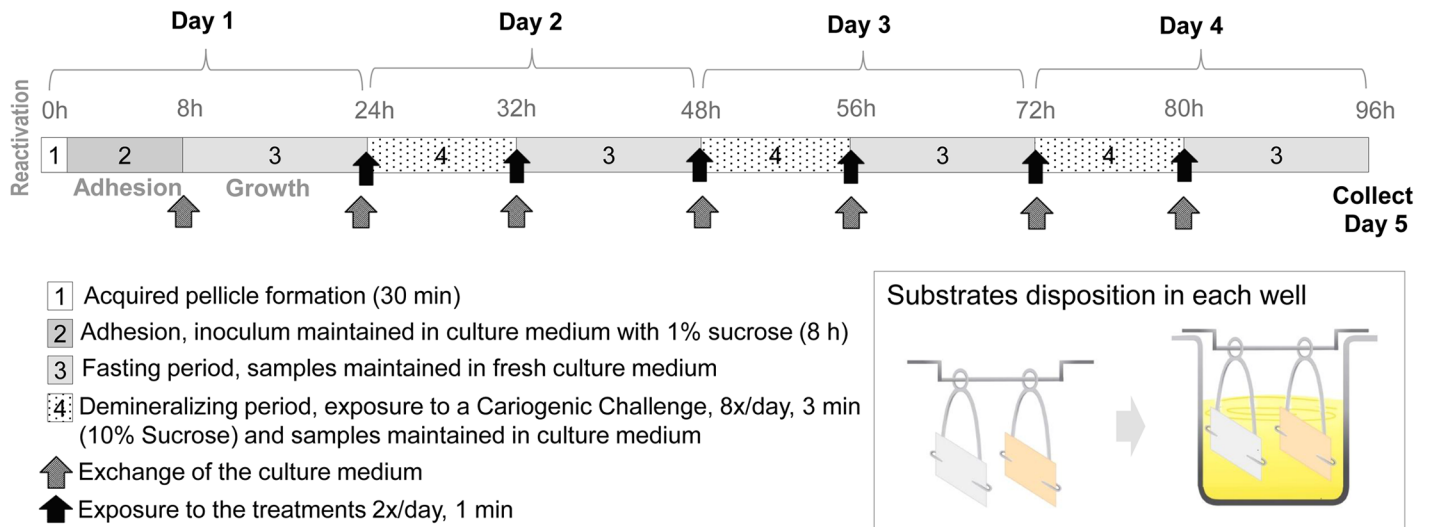 Day 1
Day 2
Day 3
Day 4
Reactivation
0h
8h
24h
32h
48h
56h
72h
80h
96h
1
2
3
4
3
4
3
4
3
Adhesion
Growth
Collect
Day 5
1 Acquired pellicle formation (30 min)
2 Adhesion, inoculum maintained in culture medium with 1% sucrose (8 h)
3 Fasting period, samples maintained in fresh culture medium
4 Demineralizing period, exposure to a Cariogenic Challenge, 8x/day, 3 min
(10% Sucrose) and samples maintained in culture medium
Exchange of the culture medium
Exposure to the treatments 2x/day, 1 min
Substrates disposition in each well